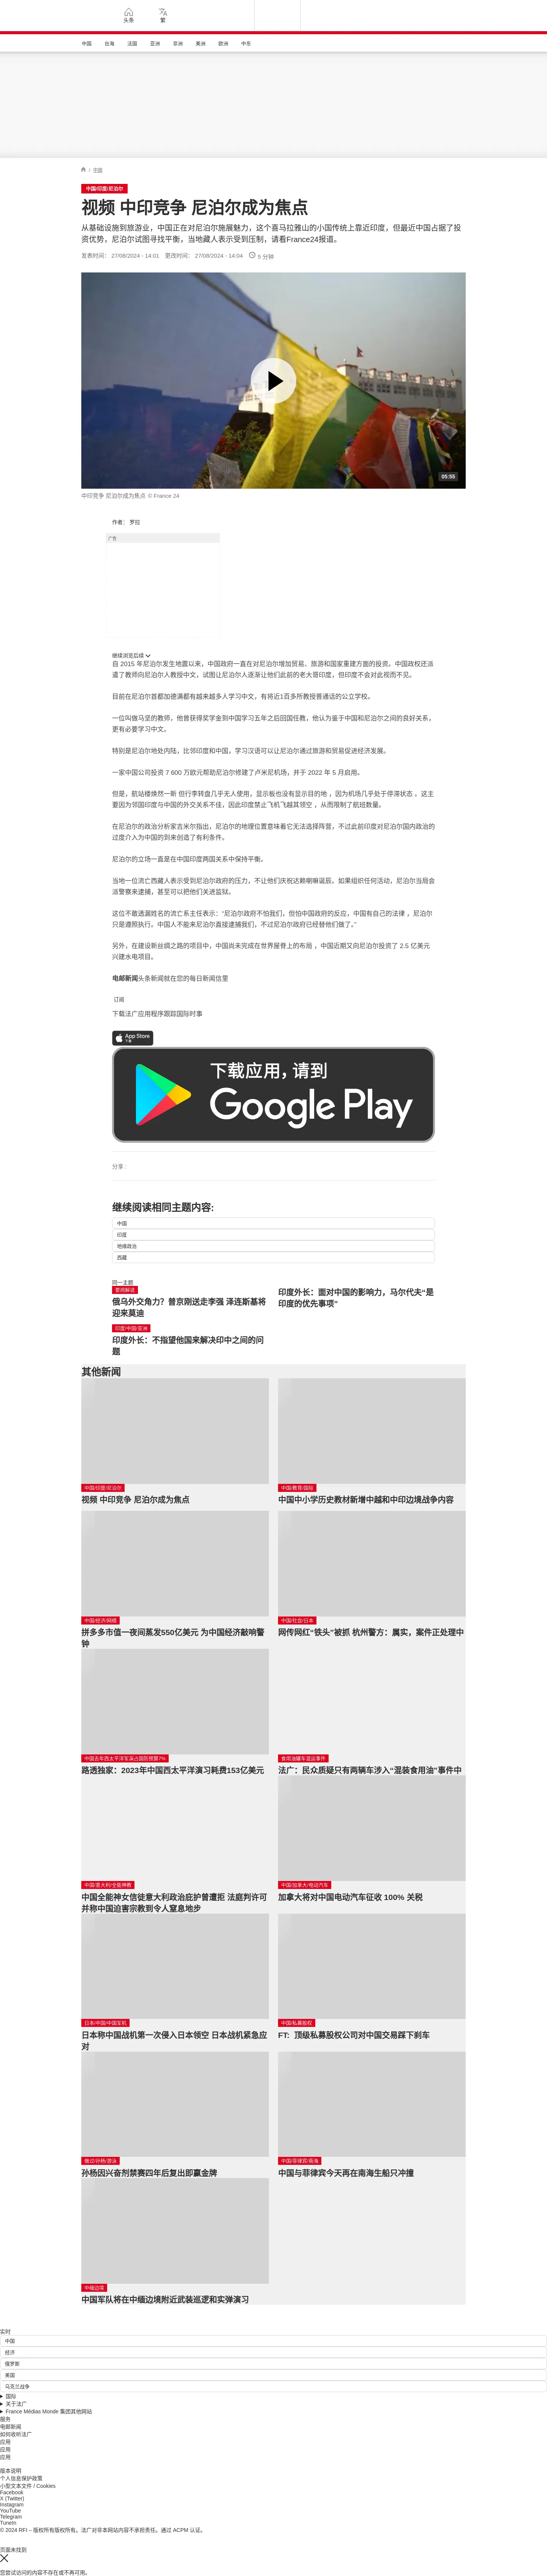 头条
繁
中国
台海
法国
亚洲
非洲
美洲
欧洲
中东
/ 中国
中国/印度/尼泊尔
视频 中印竞争 尼泊尔成为焦点
从基础设施到旅游业，中国正在对尼泊尔施展魅力，这个喜马拉雅山的小国传统上靠近印度，但最近中国占据了投
资优势，尼泊尔试图寻找平衡，当地藏人表示受到压制，请看France24报道。
发表时间： 27/08/2024 - 14:01 更改时间： 27/08/2024 - 14:04 5 分钟
05:55
中印竞争 尼泊尔成为焦点 © France 24
作者： 罗拉
广告
继续浏览后续
自 2015 年尼泊尔发生地震以来，中国政府一直在对尼泊尔增加贸易、旅游和国家重建方面的投资。中国政权还派
遣了教师向尼泊尔人教授中文，试图让尼泊尔人逐渐让他们此前的老大哥印度，但印度不会对此视而不见。
目前在尼泊尔首都加德满都有越来越多人学习中文，有将近1百多所教授普通话的公立学校。
一位叫做马坚的教师，他曾获得奖学金到中国学习五年之后回国任教，他认为鉴于中国和尼泊尔之间的良好关系，
更有必要学习中文。
特别是尼泊尔地处内陆，比邻印度和中国，学习汉语可以让尼泊尔通过旅游和贸易促进经济发展。
一家中国公司投资 7 600 万欧元帮助尼泊尔修建了卢米尼机场，并于 2022 年 5 月启用。
但是，航站楼焕然一新 但行李转盘几乎无人使用，显示板也没有显示目的地 ，因为机场几乎处于停滞状态 ，这主
要因为邻国印度与中国的外交关系不佳，因此印度禁止飞机飞越其领空 ，从而限制了航班数量。
在尼泊尔的政治分析家吉米尔指出，尼泊尔的地理位置意味着它无法选择阵营，不过此前印度对尼泊尔国内政治的
过度介入为中国的到来创造了有利条件。
尼泊尔的立场一直是在中国印度两国关系中保持平衡。
当地一位流亡西藏人表示受到尼泊尔政府的压力，不让他们庆祝达赖喇嘛诞辰。如果组织任何活动，尼泊尔当局会
派警察来逮捕，甚至可以把他们关进监狱。
这位不敢透漏姓名的流亡系主任表示：“尼泊尔政府不怕我们，但怕中国政府的反应，中国有自己的法律 ，尼泊尔
只是遵照执行。中国人不能来尼泊尔直接逮捕我们，不过尼泊尔政府已经替他们做了。”
另外，在建设新丝绸之路的项目中，中国尚未完成在世界屋脊上的布局 ，中国近期又向尼泊尔投资了 2.5 亿美元
兴建水电项目。
电邮新闻头条新闻就在您的每日新闻信里
订阅
下载法广应用程序跟踪国际时事
App Store
下载
下载应用，请到
Google Play
分享 :
继续阅读相同主题内容:
中国
印度
地缘政治
西藏
同一主题
要闻解说
俄乌外交角力？普京刚送走李强 泽连斯基将
迎来莫迪
印度外长：面对中国的影响力，马尔代夫“是
印度的优先事项”
印度/中国/亚洲
印度外长：不指望他国来解决印中之间的问
题
其他新闻
中国/印度/尼泊尔
视频 中印竞争 尼泊尔成为焦点
中国/教育/国际
中国中小学历史教材新增中越和中印边境战争内容
中国/经济/网络
拼多多市值一夜间蒸发550亿美元 为中国经济敲响警
钟
中国/社会/日本
网传网红“铁头”被抓 杭州警方：属实，案件正处理中
中国去年西太平洋军演占国防预算7%
路透独家：2023年中国西太平洋演习耗费153亿美元
食用油罐车混运事件
法广：民众质疑只有两辆车涉入“混装食用油”事件中
中国/意大利/全能神教
中国全能神女信徒意大利政治庇护曾遭拒 法庭判许可
并称中国迫害宗教到令人窒息地步
中国/加拿大/电动汽车
加拿大将对中国电动汽车征收 100% 关税
日本/中国/中国军机
日本称中国战机第一次侵入日本领空 日本战机紧急应
对
中国/私募股权
FT: 顶级私募股权公司对中国交易踩下刹车
做过/孙杨/游泳
孙杨因兴奋剂禁赛四年后复出即赢金牌
中国/菲律宾/南海
中国与菲律宾今天再在南海生船只冲撞
中缅边境
中国军队将在中缅边境附近武装巡逻和实弹演习
实时
中国
经济
俄罗斯
美国
乌克兰战争
国际
关于法广
France Médias Monde 集团其他网站
服务
电邮新闻
如何收听法广
应用
应用
应用
版本说明
个人信息保护政策
小型文本文件 / Cookies
Facebook
X (Twitter)
Instagram
YouTube
Telegram
TuneIn
© 2024 RFI – 版权所有版权所有。法广对非本网站内容不承担责任。通过 ACPM 认证。
页面未找到
您尝试访问的内容不存在或不再可用。